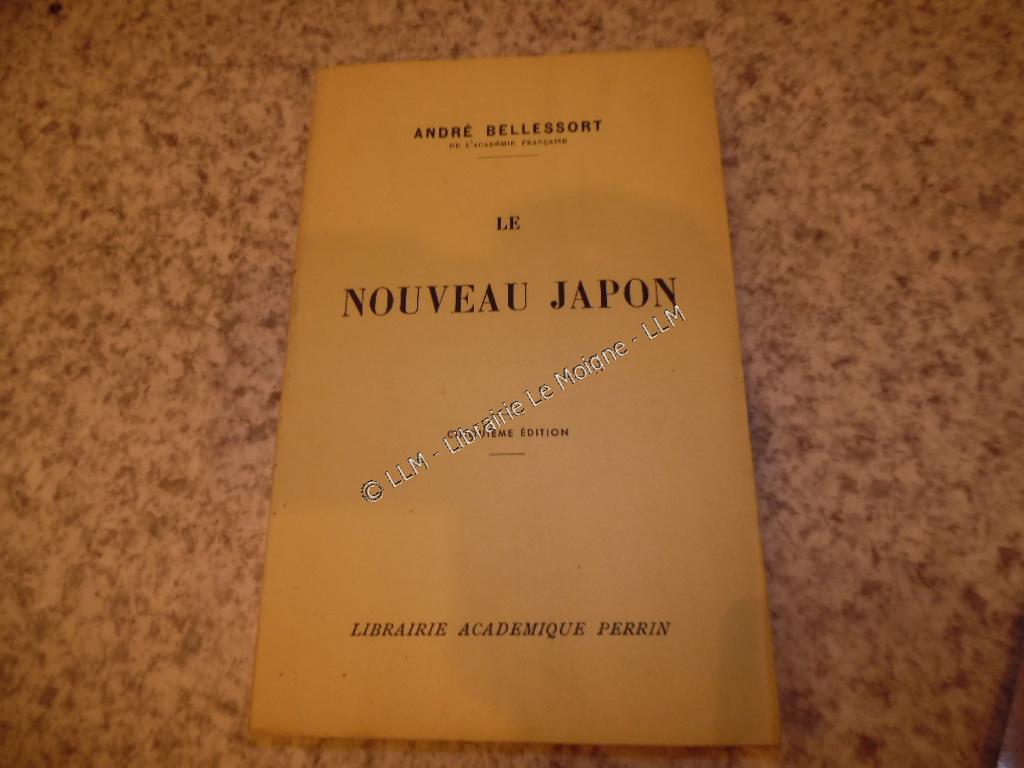 ANDRÉ BELLESSORT
DE L'ACADÉMIE FRANÇAISE
LE
NOUVEAU JAPON
ÉDITION
LIBRAIRIE ACADEMIQUE PERRIN
© LLM - Librairie Le Moigne - LLM